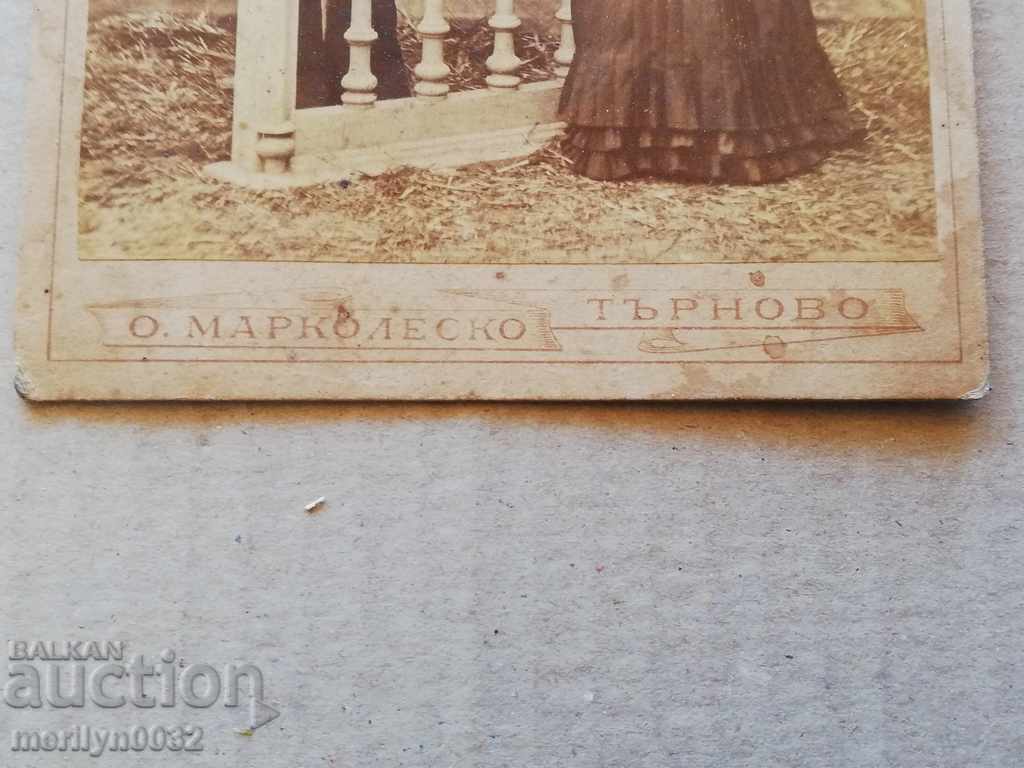 О. МАРКОЛЕСКО
ТЪРНОВО
BALKAN
auction
merilyn0032